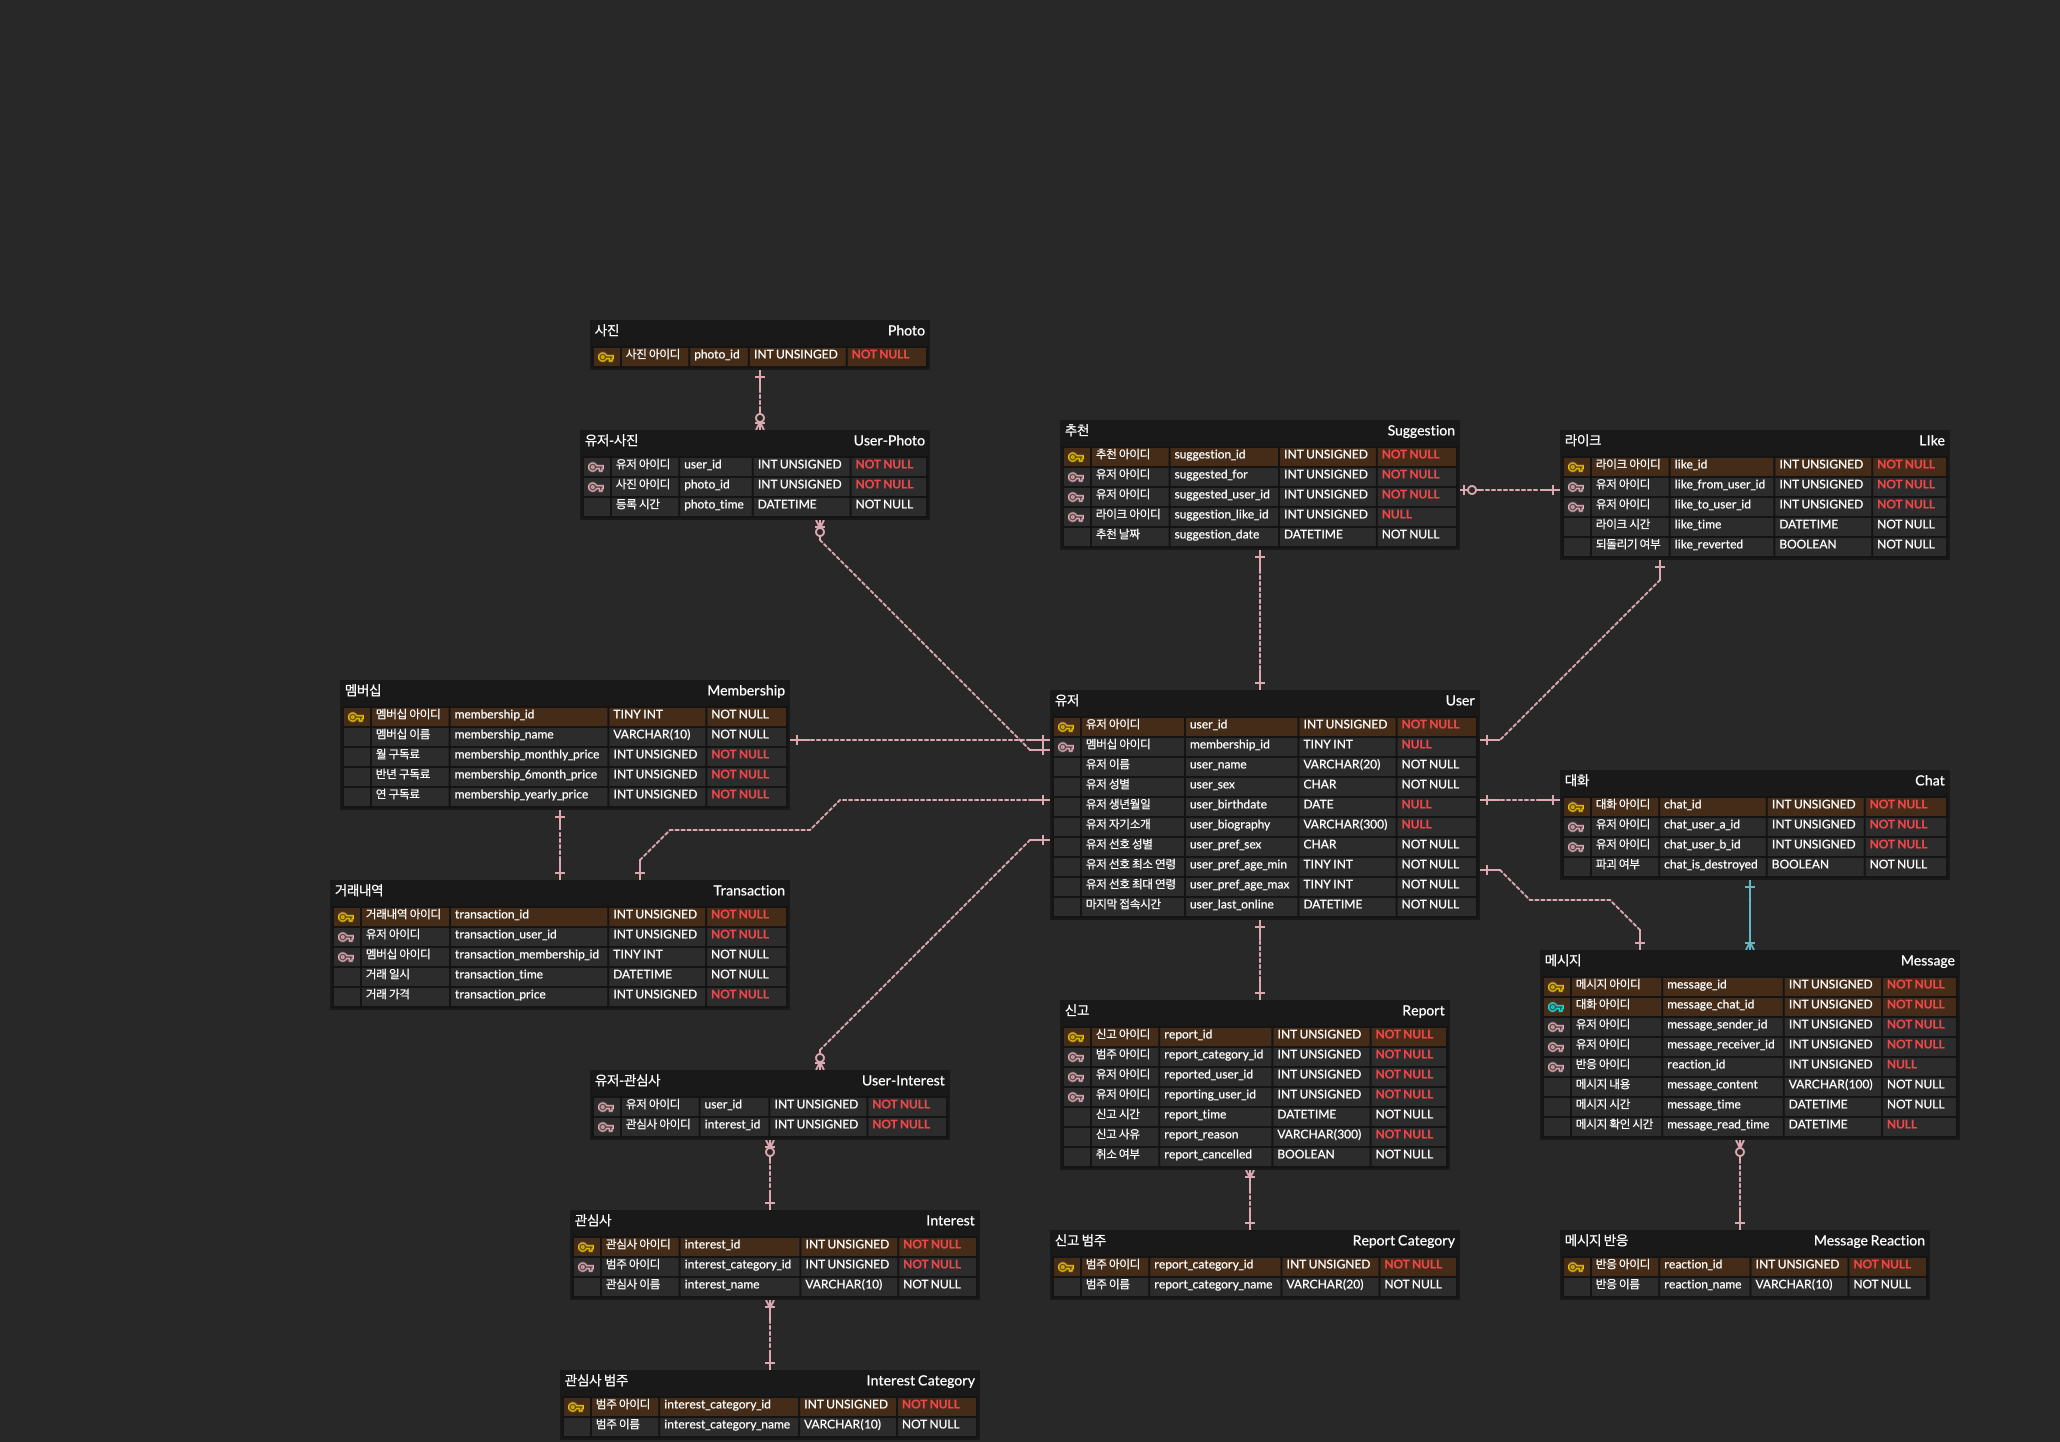 사진 Photo
사진 아이디 photo_id INT UNSINGED NOT NULL
유저-사진 User-Photo
유저 아이디 user_id INT UNSIGNED NOT NULL
사진 아이디 photo_id INT UNSIGNED NOT NULL
등록 시간 photo_time DATETIME NOT NULL
추천 Suggestion
추천 아이디 suggestion_id INT UNSIGNED NOT NULL
유저 아이디 suggested_for INT UNSIGNED NOT NULL
유저 아이디 suggested_user_id INT UNSIGNED NOT NULL
라이크 아이디 suggestion_like_id INT UNSIGNED NULL
추천 날짜 suggestion_date DATETIME NOT NULL
라이크 LIke
라이크 아이디 like_id INT UNSIGNED NOT NULL
유저 아이디 like_from_user_id INT UNSIGNED NOT NULL
유저 아이디 like_to_user_id INT UNSIGNED NOT NULL
라이크 시간 like_time DATETIME NOT NULL
되돌리기 여부 like_reverted BOOLEAN NOT NULL
멤버십 Membership
멤버십 아이디 membership_id TINY INT NOT NULL
멤버십 이름 membership_name VARCHAR(10) NOT NULL
월 구독료 membership_monthly_price INT UNSIGNED NOT NULL
반년 구독료 membership_6month_price INT UNSIGNED NOT NULL
연 구독료 membership_yearly_price INT UNSIGNED NOT NULL
유저 User
유저 아이디 user_id INT UNSIGNED NOT NULL
멤버십 아이디 membership_id TINY INT NULL
유저 이름 user_name VARCHAR(20) NOT NULL
유저 성별 user_sex CHAR NOT NULL
유저 생년월일 user_birthdate DATE NULL
유저 자기소개 user_biography VARCHAR(300) NULL
유저 선호 성별 user_pref_sex CHAR NOT NULL
유저 선호 최소 연령 user_pref_age_min TINY INT NOT NULL
유저 선호 최대 연령 user_pref_age_max TINY INT NOT NULL
마지막 접속시간 user_last_online DATETIME NOT NULL
대화 Chat
대화 아이디 chat_id INT UNSIGNED NOT NULL
유저 아이디 chat_user_a_id INT UNSIGNED NOT NULL
유저 아이디 chat_user_b_id INT UNSIGNED NOT NULL
파괴 여부 chat_is_destroyed BOOLEAN NOT NULL
거래내역 Transaction
거래내역 아이디 transaction_id INT UNSIGNED NOT NULL
유저 아이디 transaction_user_id INT UNSIGNED NOT NULL
멤버십 아이디 transaction_membership_id TINY INT NOT NULL
거래 일시 transaction_time DATETIME NOT NULL
거래 가격 transaction_price INT UNSIGNED NOT NULL
메시지 Message
메시지 아이디 message_id INT UNSIGNED NOT NULL
대화 아이디 message_chat_id INT UNSIGNED NOT NULL
유저 아이디 message_sender_id INT UNSIGNED NOT NULL
유저 아이디 message_receiver_id INT UNSIGNED NOT NULL
반응 아이디 reaction_id INT UNSIGNED NULL
메시지 내용 message_content VARCHAR(100) NOT NULL
메시지 시간 message_time DATETIME NOT NULL
메시지 확인 시간 message_read_time DATETIME NULL
신고 Report
신고 아이디 report_id INT UNSIGNED NOT NULL
범주 아이디 report_category_id INT UNSIGNED NOT NULL
유저 아이디 reported_user_id INT UNSIGNED NOT NULL
유저 아이디 reporting_user_id INT UNSIGNED NOT NULL
신고 시간 report_time DATETIME NOT NULL
신고 사유 report_reason VARCHAR(300) NOT NULL
취소 여부 report_cancelled BOOLEAN NOT NULL
유저-관심사 User-Interest
유저 아이디 user_id INT UNSIGNED NOT NULL
관심사 아이디 interest_id INT UNSIGNED NOT NULL
관심사 Interest
관심사 아이디 interest_id INT UNSIGNED NOT NULL
범주 아이디 interest_category_id INT UNSIGNED NOT NULL
관심사 이름 interest_name VARCHAR(10) NOT NULL
신고 범주 Report Category
범주 아이디 report_category_id INT UNSIGNED NOT NULL
범주 이름 report_category_name VARCHAR(20) NOT NULL
메시지 반응 Message Reaction
반응 아이디 reaction_id INT UNSIGNED NOT NULL
반응 이름 reaction_name VARCHAR(10) NOT NULL
관심사 범주 Interest Category
범주 아이디 interest_category_id INT UNSIGNED NOT NULL
범주 이름 interest_category_name VARCHAR(10) NOT NULL